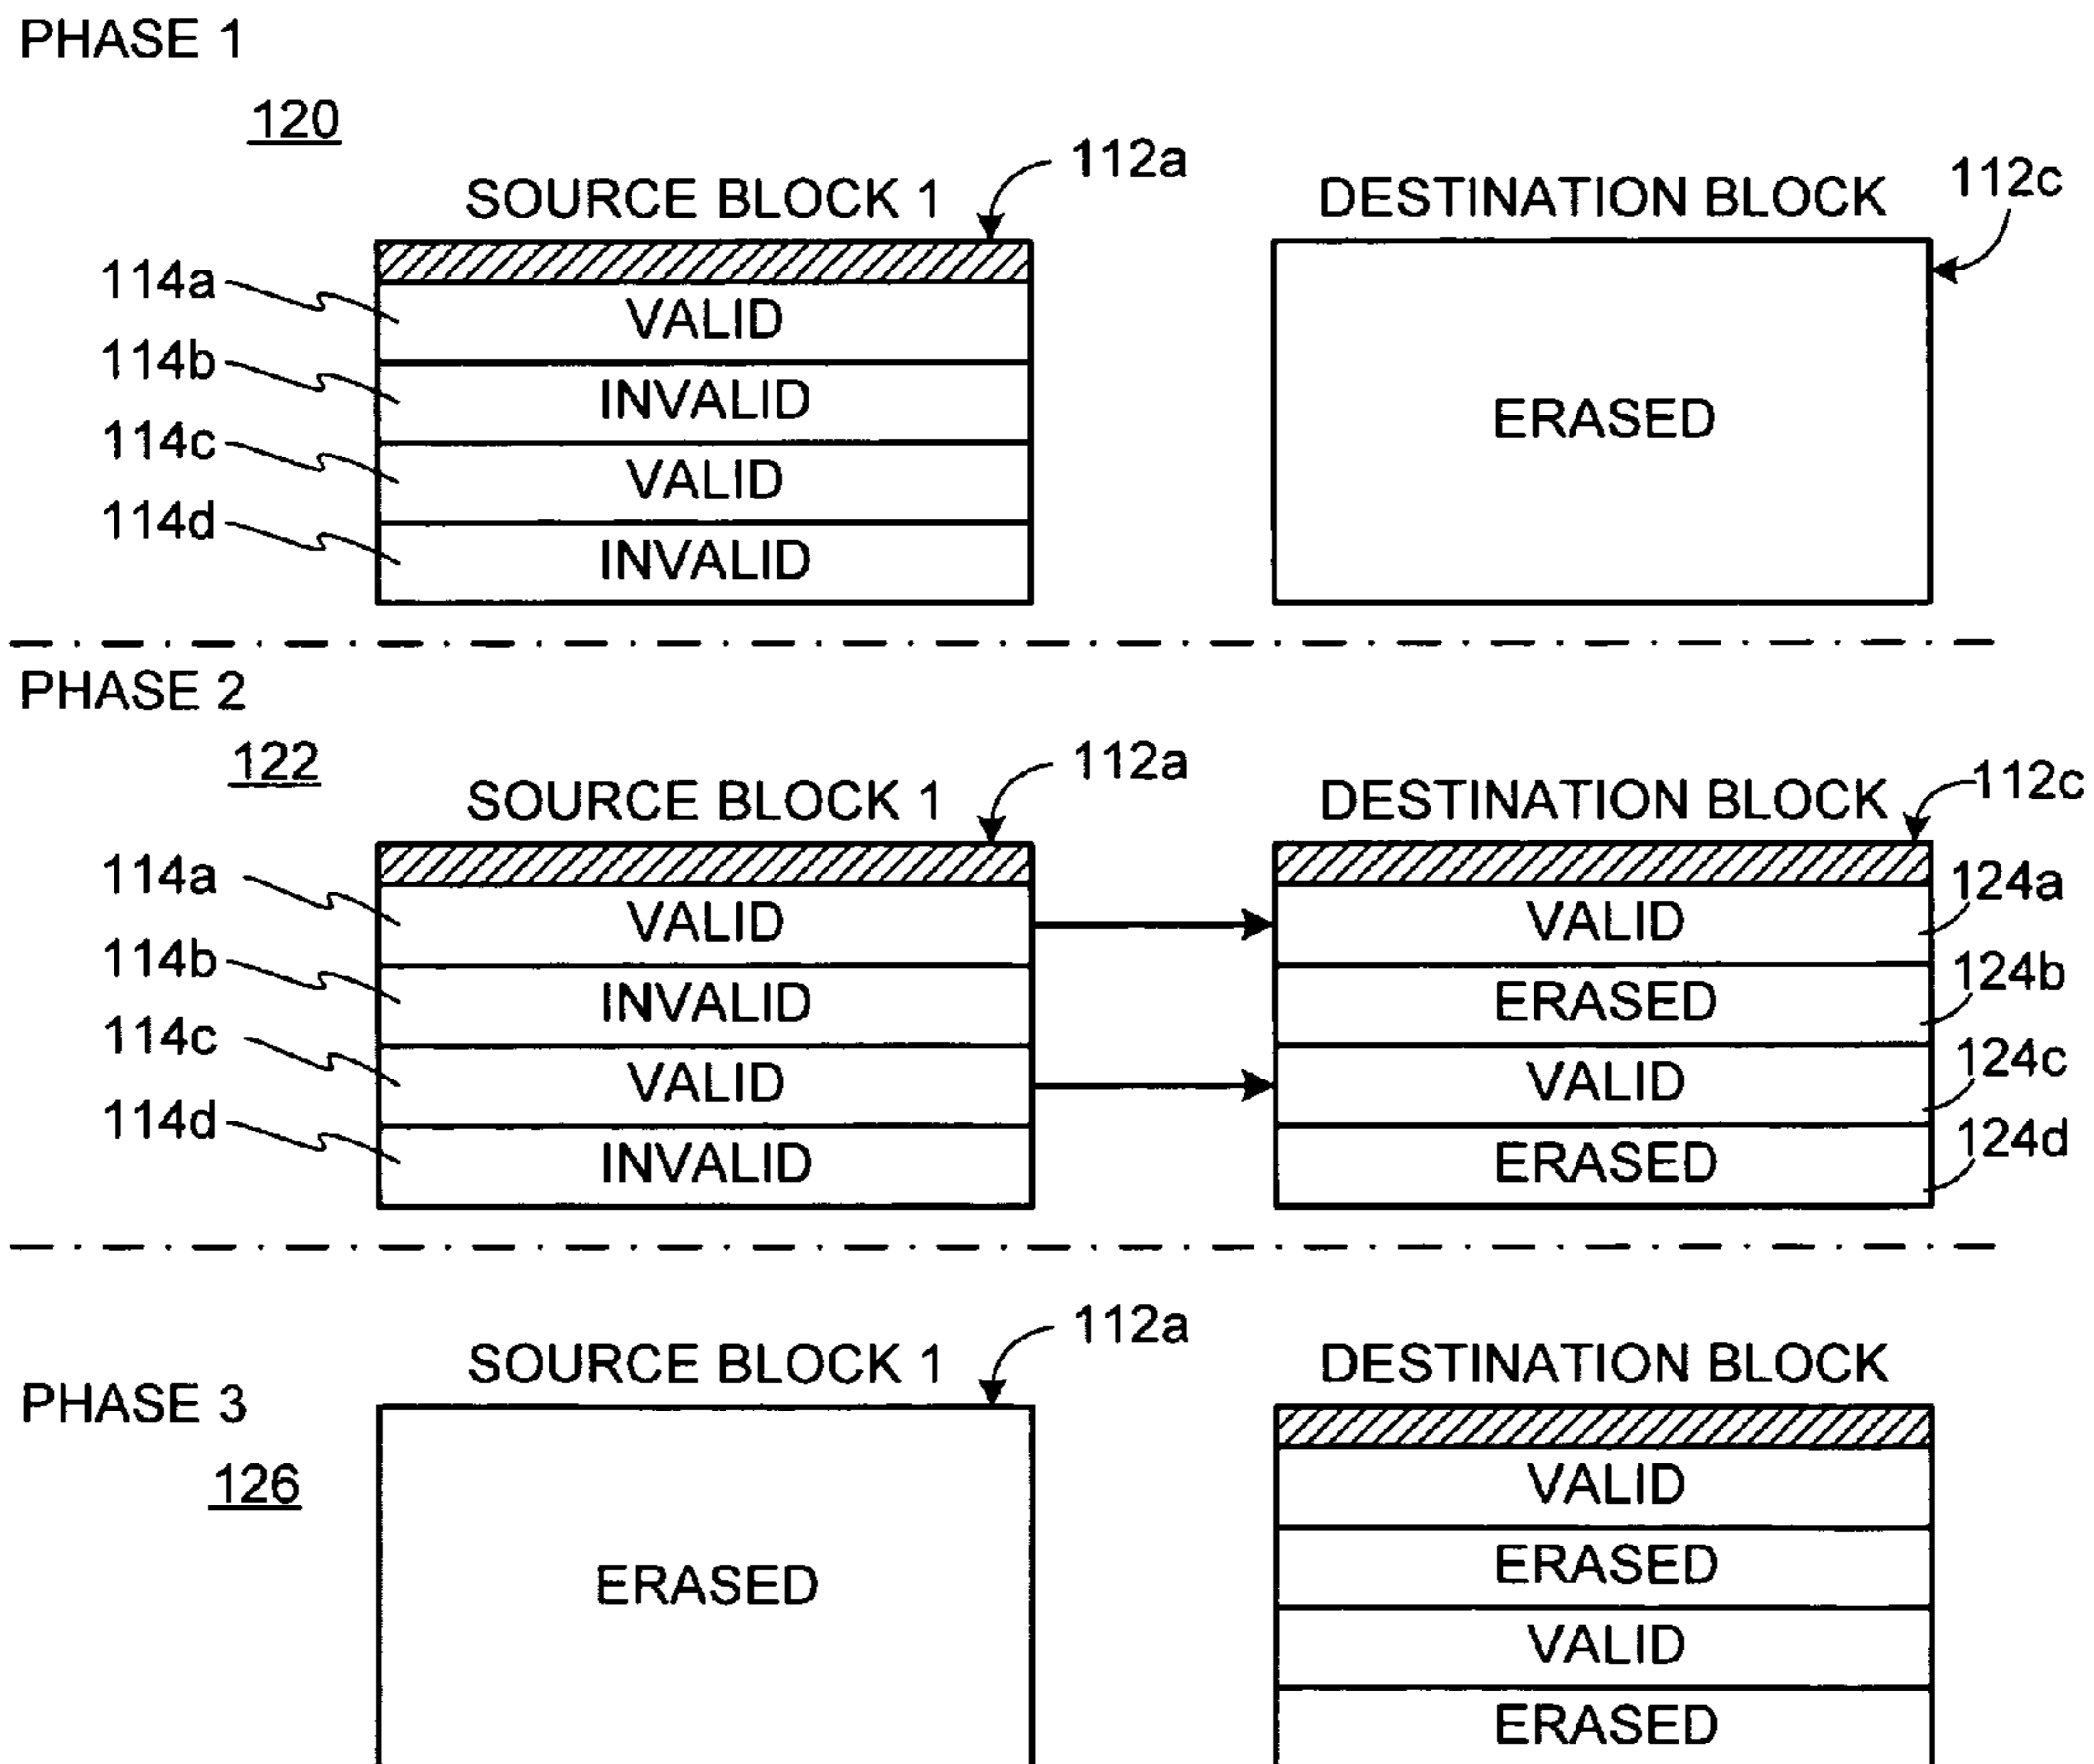 PHASE 1
120
112a
112c
SOURCE BLOCK 1
DESTINATION BLOCK
114a
VALID
114b
INVALID
ERASED
114c
VALID
114d
INVALID
PHASE 2
122
112a
112c
SOURCE BLOCK 1
DESTINATION BLOCK
114a
VALID
VALID
124a
114b
INVALID
ERASED
124b
114c
VALID
VALID
124c
114d
INVALID
ERASED
124d
112a
SOURCE BLOCK 1
DESTINATION BLOCK
PHASE 3
126
VALID
ERASED
ERASED
VALID
ERASED